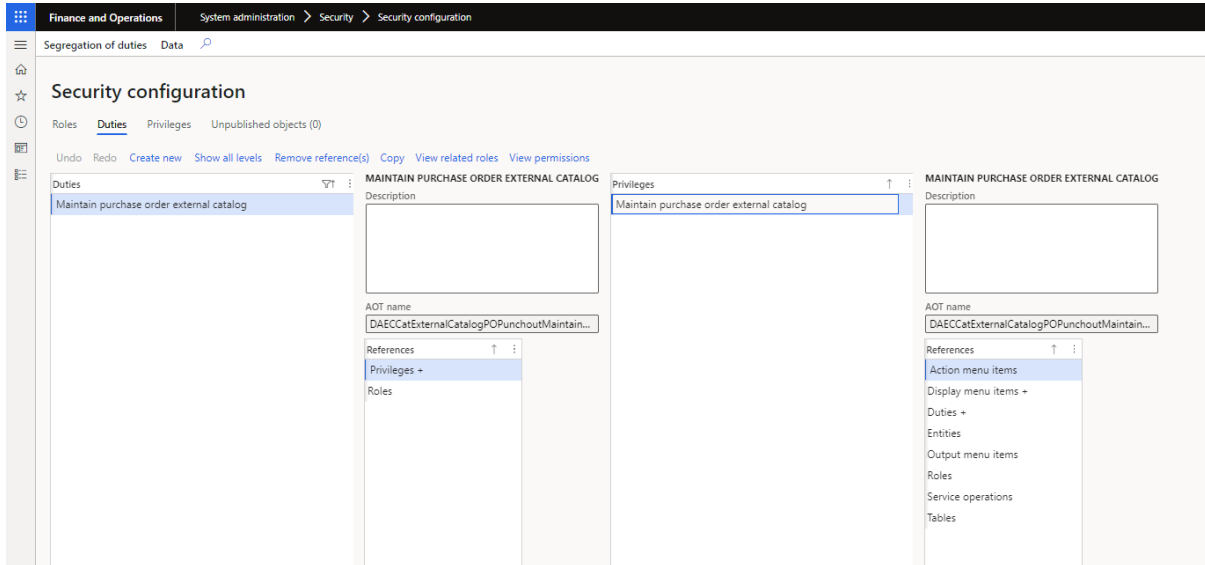 Finance and Operations System administration > Security > Security configuration
Segregation of duties Data
Security configuration
Roles Duties Privileges Unpublished objects (0)
Undo Redo Create new Show all levels Remove reference(s) Copy View related roles View permissions
Duties
Maintain purchase order external catalog
MAINTAIN PURCHASE ORDER EXTERNAL CATALOG
Description
AOT name
DAECCatExternalCatalogPOPunchoutMaintain...
References
Privileges +
Roles
Privileges
Maintain purchase order external catalog
MAINTAIN PURCHASE ORDER EXTERNAL CATALOG
Description
AOT name
DAECCatExternalCatalogPOPunchoutMaintain...
References
Action menu items
Display menu items +
Duties +
Entities
Output menu items
Roles
Service operations
Tables